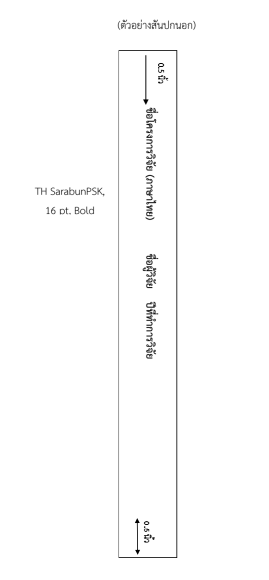 (ตัวอย่างสันปกนอก)
0.5 นิ้ว
ชื่อโครงการวิจัย (ภาษาไทย) ชื่อผู้วิจัย ปีที่ทำการวิจัย
TH SarabunPSK,
16 pt. Bold
0.5 นิ้ว